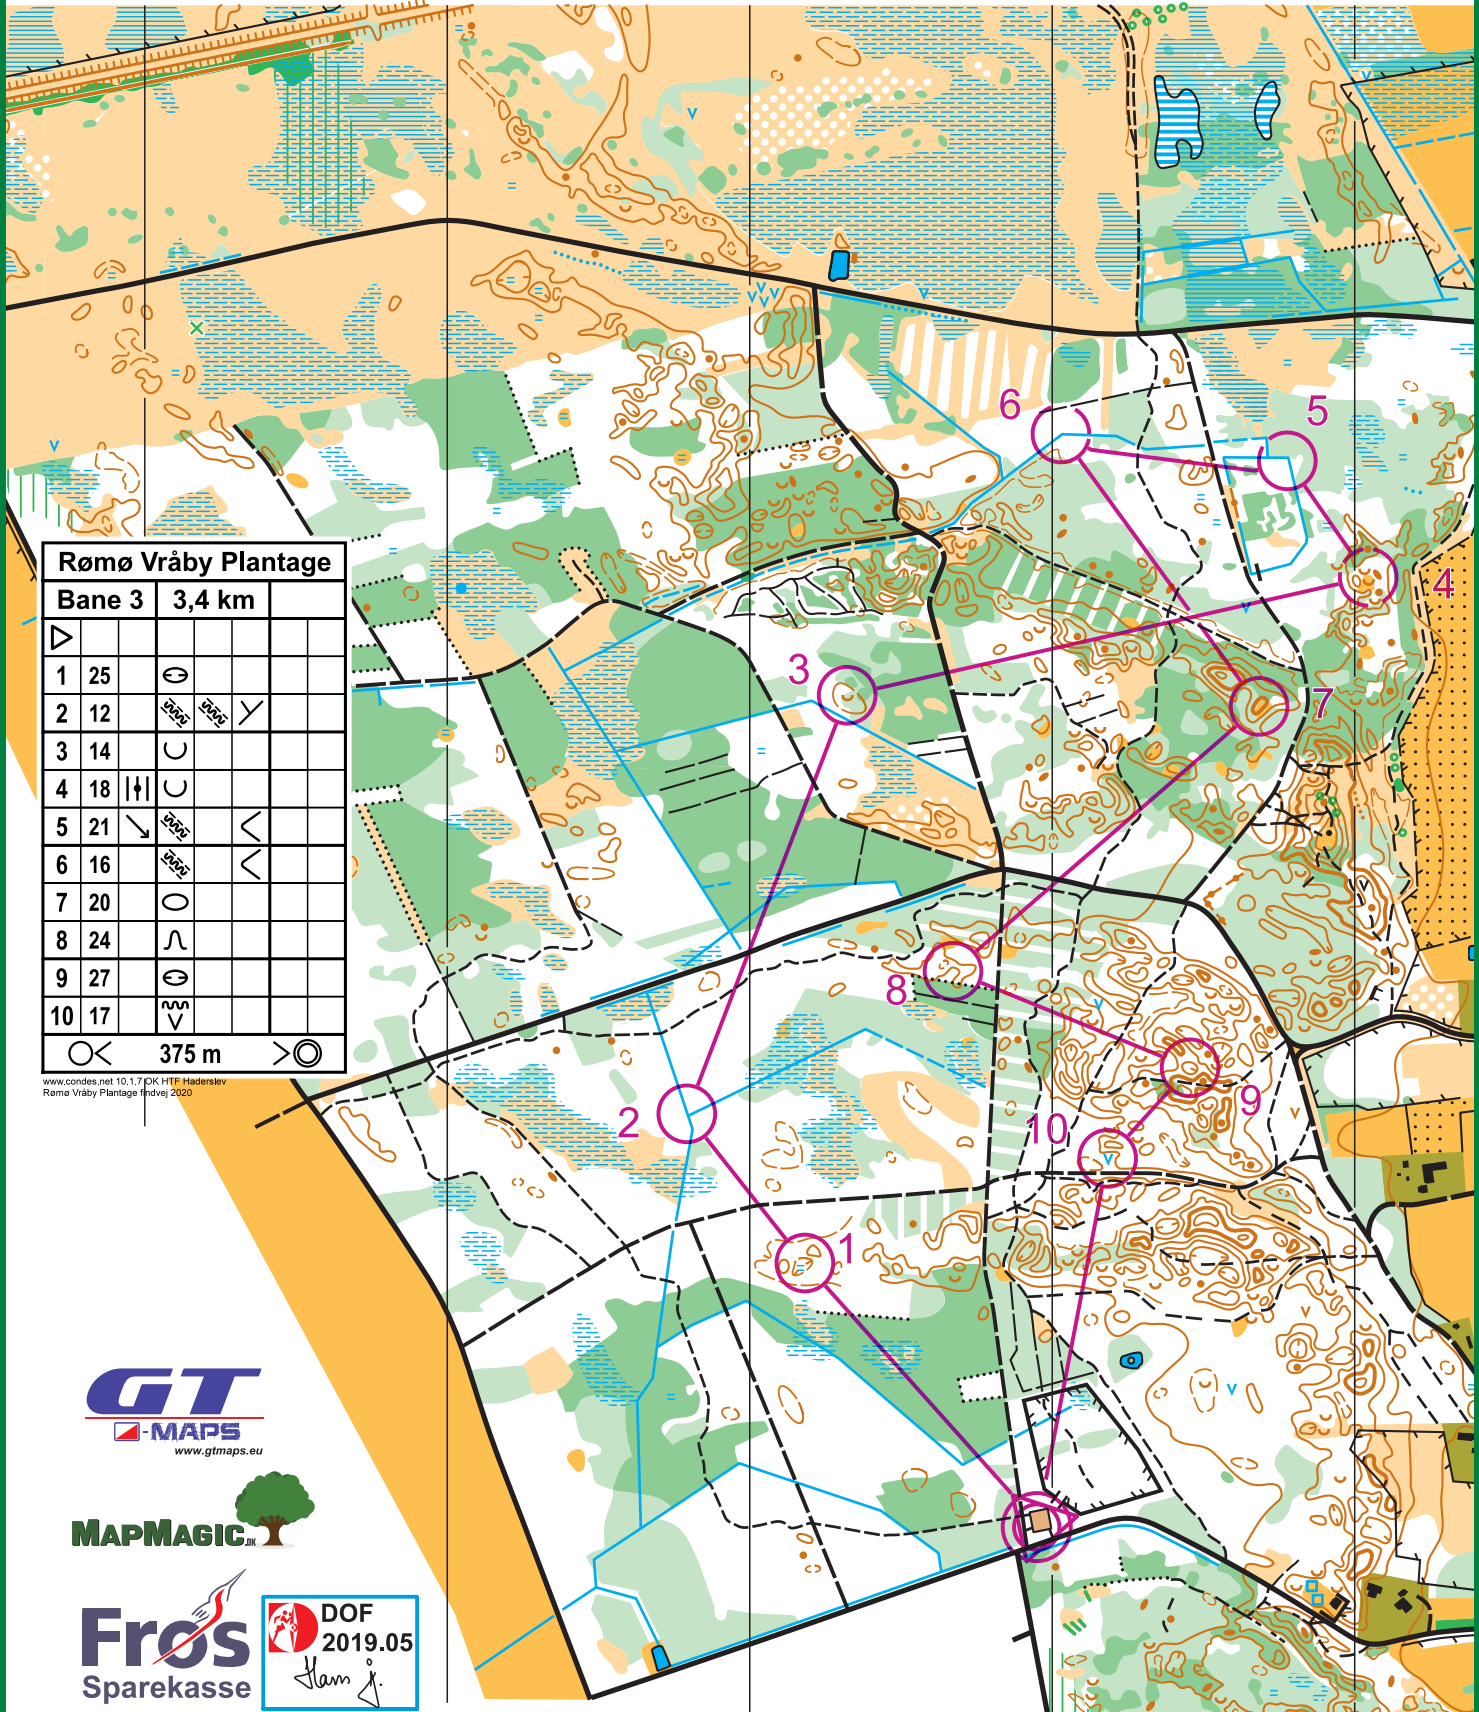 6
5
4
3
7
8
9
10
2
1
Rømø Vråby Plantage
Bane 3 3,4 km
1 25
2 12
3 14
4 18
5 21
6 16
7 20
8 24
9 27
10 17
375 m
www.condes.net 10.1.7 OK HTF Haderslev
Rømø Vråby Plantage findvej 2020
GT
-MAPS
www.gtmaps.eu
MAPMAGIC.DK
Frøs
Sparekasse
DOF
2019.05
Hans J.